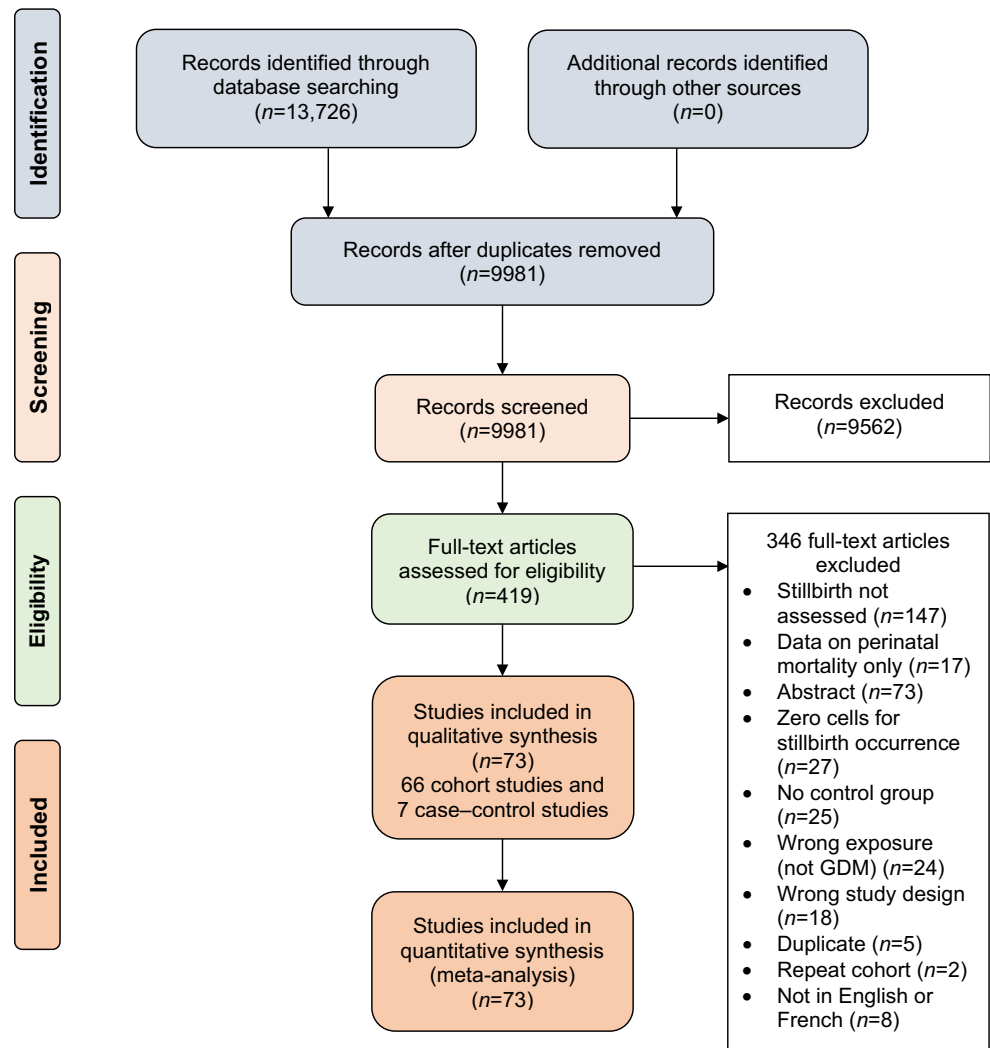 Identification
Records identified through
database searching
(n=13,726)
Additional records identified
through other sources
(n=0)
Records after duplicates removed
(n=9981)
Screening
Records screened
(n=9981)
Records excluded
(n=9562)
Eligibility
Full-text articles
assessed for eligibility
(n=419)
346 full-text articles
excluded
• Stillbirth not
assessed (n=147)
• Data on perinatal
mortality only (n=17)
• Abstract (n=73)
• Zero cells for
stillbirth occurrence
(n=27)
• No control group
(n=25)
• Wrong exposure
(not GDM) (n=24)
• Wrong study design
(n=18)
• Duplicate (n=5)
• Repeat cohort (n=2)
• Not in English or
French (n=8)
Included
Studies included in
qualitative synthesis
(n=73)
66 cohort studies and
7 case–control studies
Studies included in
quantitative synthesis
(meta-analysis)
(n=73)